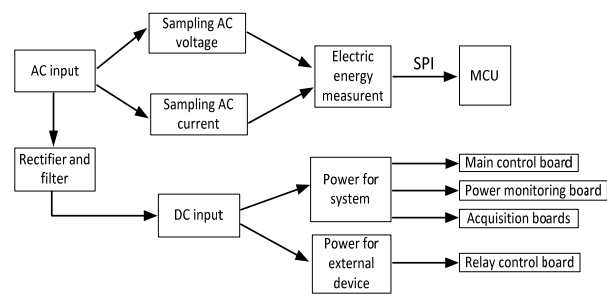 Sampling AC
voltage
AC input
Sampling AC
current
Electric
energy
measurent
SPI
MCU
Rectifier and
filter
DC input
Power for
system
Main control board
Power monitoring board
Acquisition boards
Power for
external
device
Relay control board